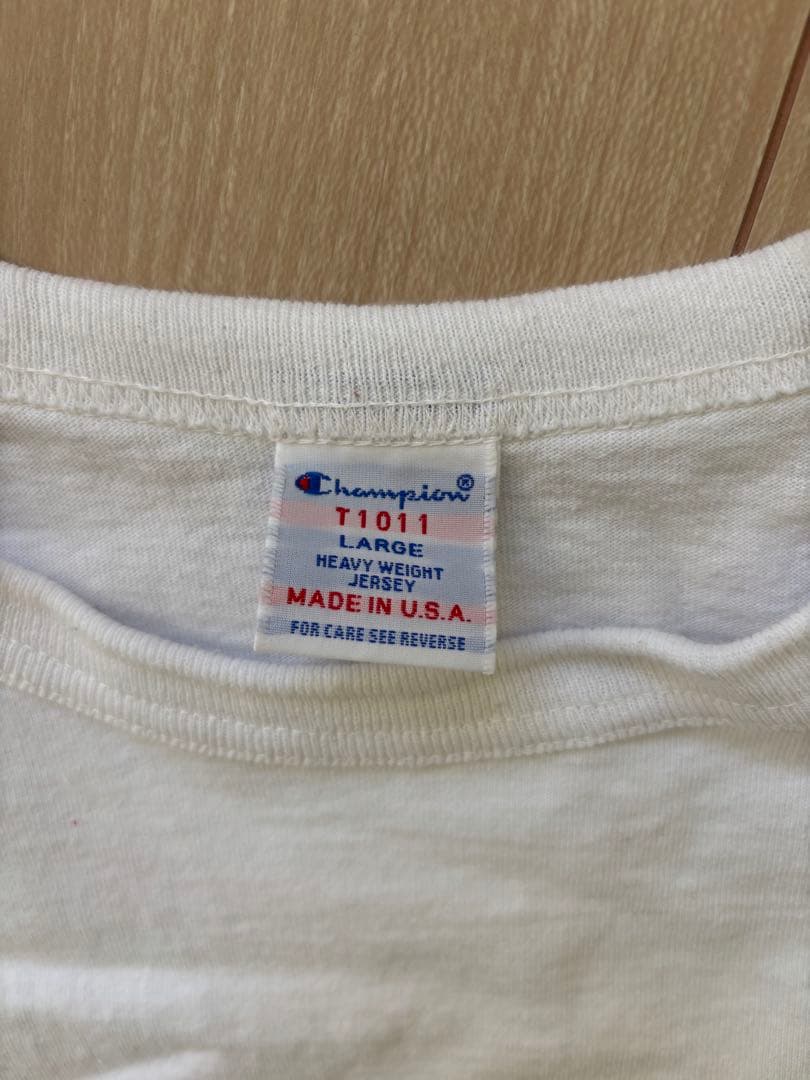 Champion®
T1011
LARGE
HEAVY WEIGHT
JERSEY
MADE IN U.S.A.
FOR CARE SEE REVERSE